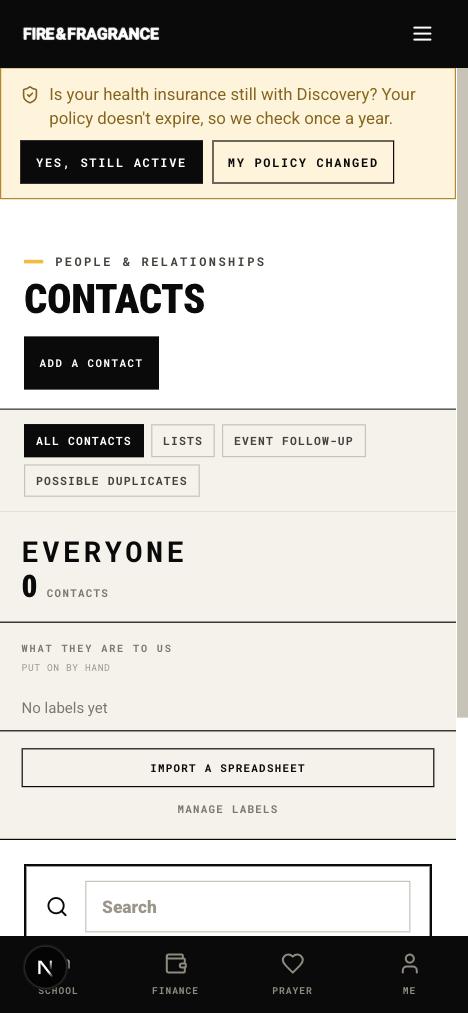 FIRE&FRAGRANCE
Is your health insurance still with Discovery? Your
policy doesn't expire, so we check once a year.
YES, STILL ACTIVE
MY POLICY CHANGED
PEOPLE & RELATIONSHIPS
CONTACTS
ADD A CONTACT
ALL CONTACTS
LISTS
EVENT FOLLOW-UP
POSSIBLE DUPLICATES
EVERYONE
0 CONTACTS
WHAT THEY ARE TO US
PUT ON BY HAND
No labels yet
IMPORT A SPREADSHEET
MANAGE LABELS
Search
N
SCHOOL
FINANCE
PRAYER
ME